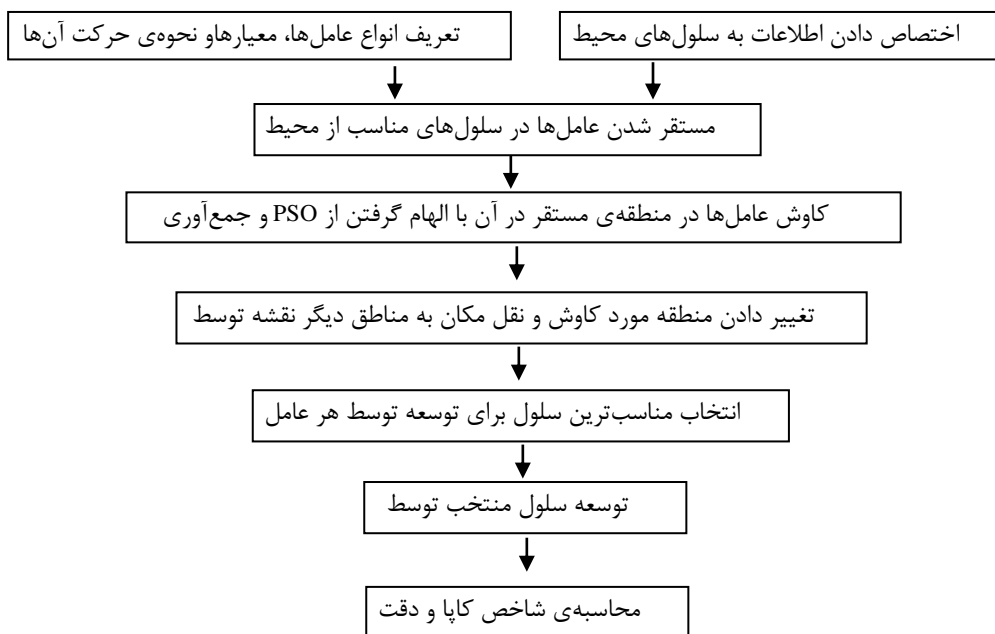 اختصاص دادن اطلاعات به سلول‌های محیط
تعریف انواع عامل‌ها، معیارهاو نحوه‌ی حرکت آن‌ها
مستقر شدن عامل‌ها در سلول‌های مناسب از محیط
کاوش عامل‌ها در منطقه‌ی مستقر در آن با الهام گرفتن از PSO و جمع‌آوری
تغییر دادن منطقه مورد کاوش و نقل مکان به مناطق دیگر نقشه توسط
انتخاب مناسب‌ترین سلول برای توسعه توسط هر عامل
توسعه سلول منتخب توسط
محاسبه‌ی شاخص کاپا و دقت